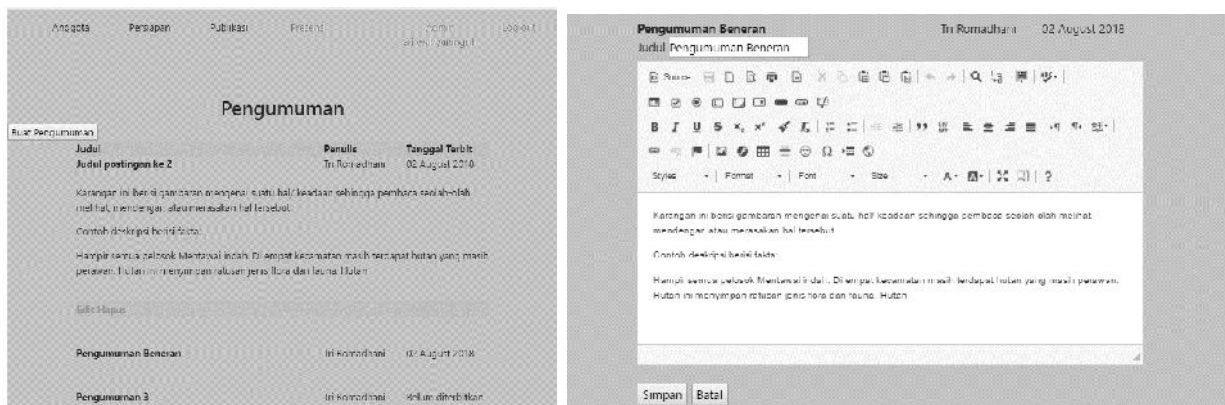 Anggota Persiapan Publikasi Presensi Admin Logout
Pengumuman
Buat Pengumuman
Judul Penulis Tanggal Terbit
Judul postingan ke 2 Tri Romadhani 02 August 2018
Karangan ini berisi gambaran mengenai suatu hal/ keadaan sehingga pembaca seolah-olah
melihat, mendengar, atau merasakan hal tersebut.
Contoh deskripsi berisi fakta:
Hampir semua pelosok Mentawai indah. Di empat kecamatan masih terdapat hutan yang masih
perawan. Hutan ini menyimpan ratusan jenis flora dan fauna. Hutan
Edit Hapus
Pengumuman Beneran Tri Romadhani 02 August 2018
Pengumuman 3 Tri Romadhani Belum diterbitkan
Pengumuman Beneran Tri Romadhani 02 August 2018
Judul Pengumuman Beneran
Source
B I U S x₂ x² Iₓ
Styles Format Font Size A A ?
Karangan ini berisi gambaran mengenai suatu hal/ keadaan sehingga pembaca seolah-olah melihat,
mendengar, atau merasakan hal tersebut.
Contoh deskripsi berisi fakta:
Hampir semua pelosok Mentawai indah. Di empat kecamatan masih terdapat hutan yang masih perawan.
Hutan ini menyimpan ratusan jenis flora dan fauna. Hutan
Simpan Batal